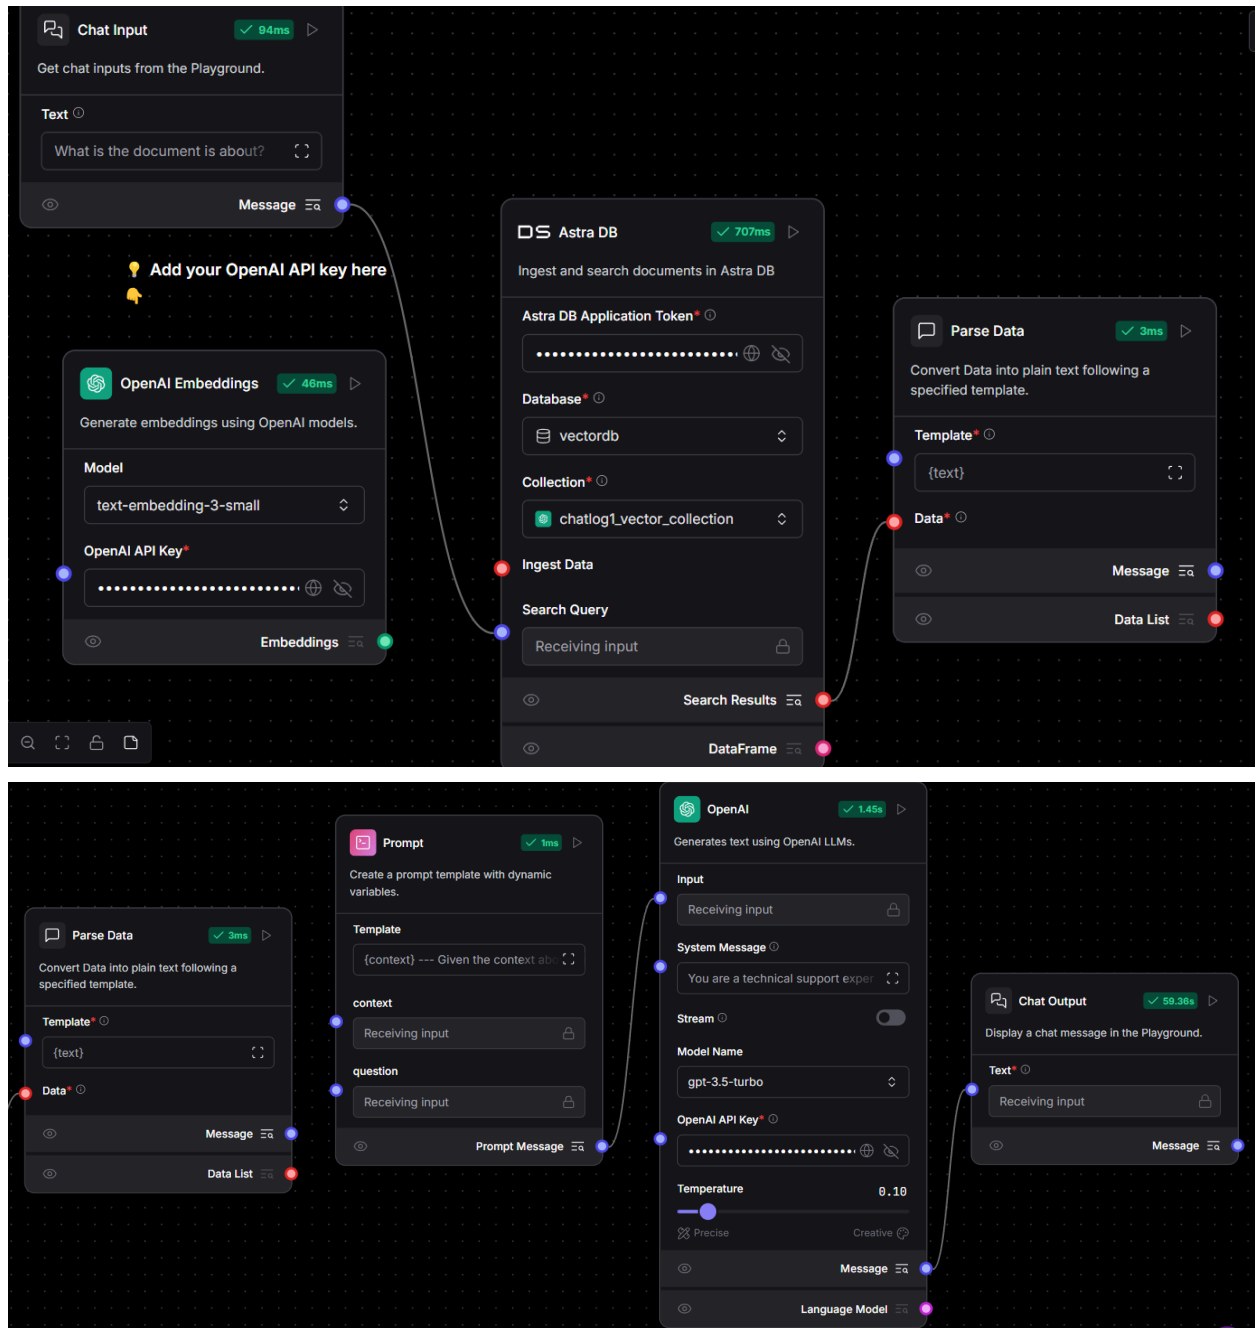 Chat Input
94ms
Get chat inputs from the Playground.
Text
What is the document is about?
Message
Add your OpenAI API key here
OpenAI Embeddings
46ms
Generate embeddings using OpenAI models.
Model
text-embedding-3-small
OpenAI API Key*
••••••••••••••••••••••••••
Embeddings
DS Astra DB
707ms
Ingest and search documents in Astra DB
Astra DB Application Token*
••••••••••••••••••••••••••
Database*
vectordb
Collection*
chatlog1_vector_collection
Ingest Data
Search Query
Receiving input
Search Results
DataFrame
Parse Data
3ms
Convert Data into plain text following a
specified template.
Template*
{text}
Data*
Message
Data List
Parse Data
3ms
Convert Data into plain text following a
specified template.
Template*
{text}
Data*
Message
Data List
Prompt
1ms
Create a prompt template with dynamic
variables.
Template
{context} --- Given the context abo
context
Receiving input
question
Receiving input
Prompt Message
OpenAI
1.45s
Generates text using OpenAI LLMs.
Input
Receiving input
System Message
You are a technical support exper
Stream
Model Name
gpt-3.5-turbo
OpenAI API Key*
••••••••••••••••••••••••••
Temperature
0.10
Precise
Creative
Message
Language Model
Chat Output
59.36s
Display a chat message in the Playground.
Text*
Receiving input
Message